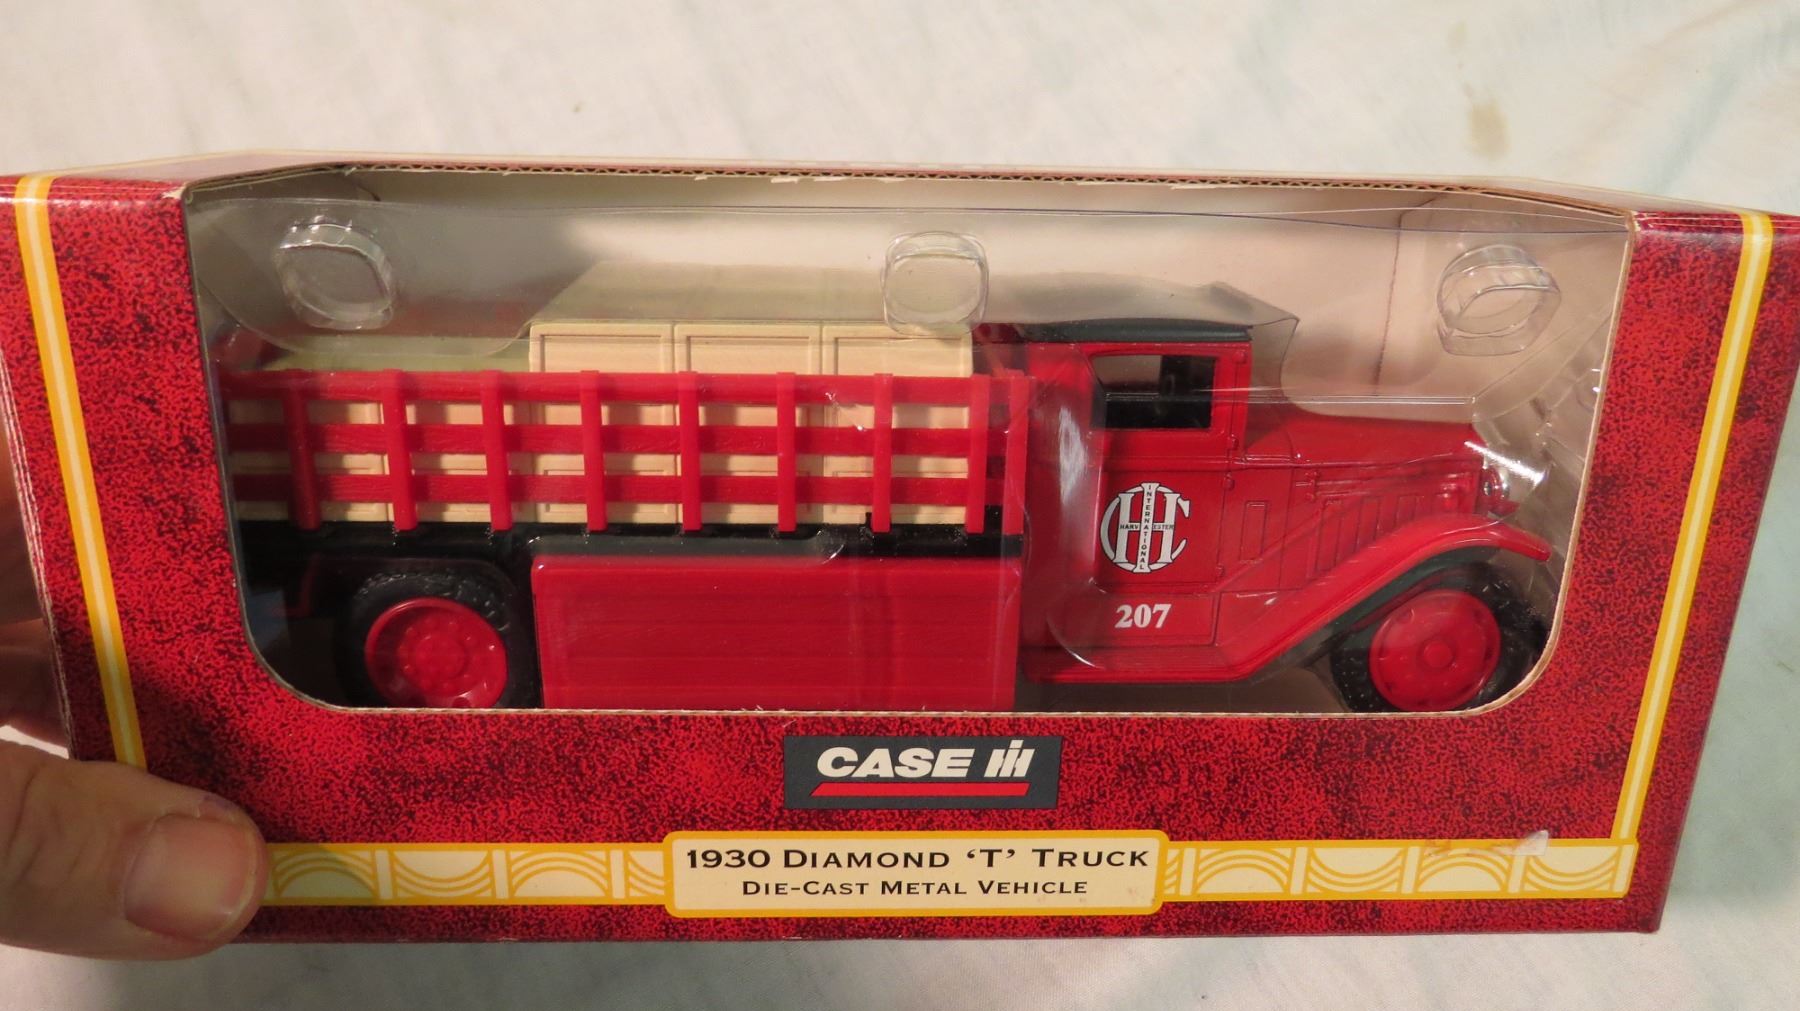 INTERNATIONAL
HARVESTER
IHC
207
CASE IH
1930 DIAMOND ‘T’ TRUCK
DIE-CAST METAL VEHICLE